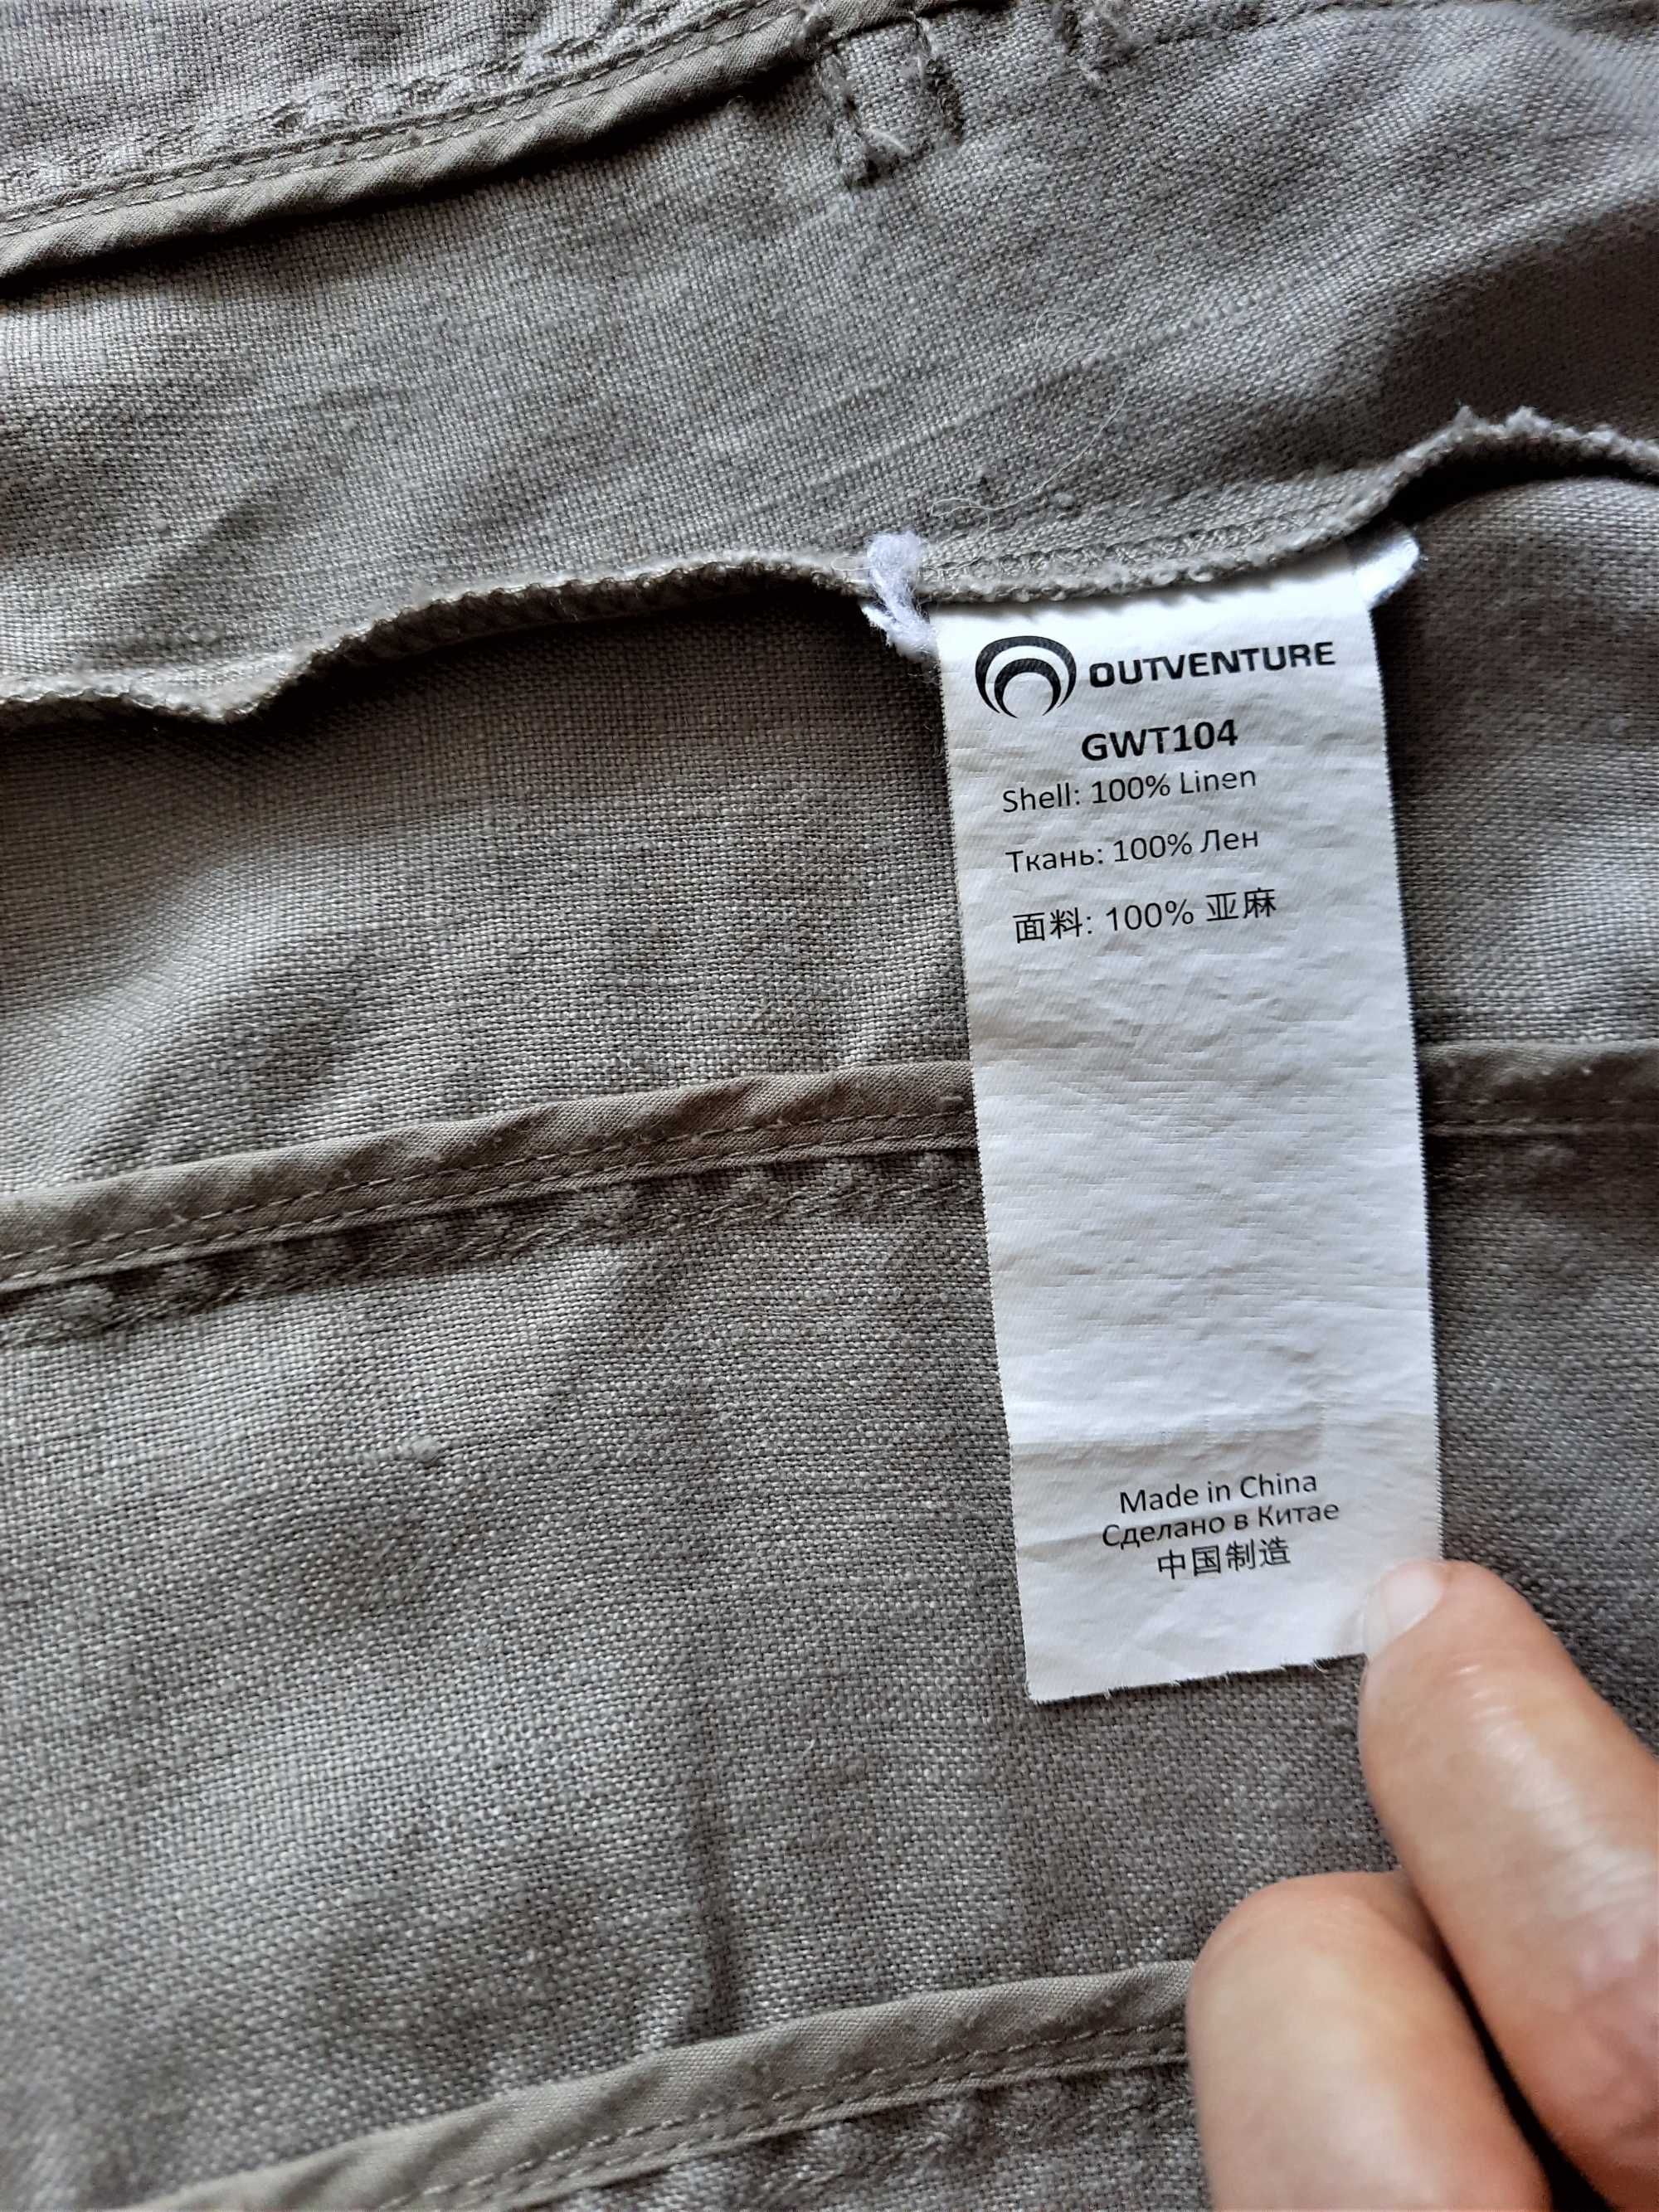 OUTVENTURE
GWT104
Shell: 100% Linen
Ткань: 100% Лен
面料: 100% 亚麻
Made in China
Сделано в Китае
中国制造